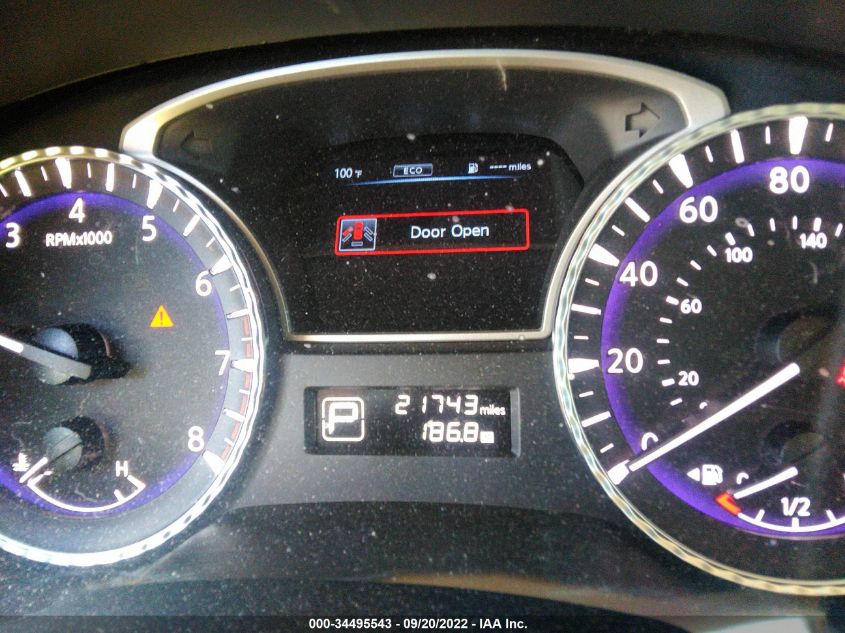 100 °F ECO ---- miles
Door Open
3 4 5 6 7 8
RPMx1000
H
P 21743 miles
186.8
0 20 40 60 80
20 60 100 140
1/2
000-34495543 - 09/20/2022 - IAA Inc.